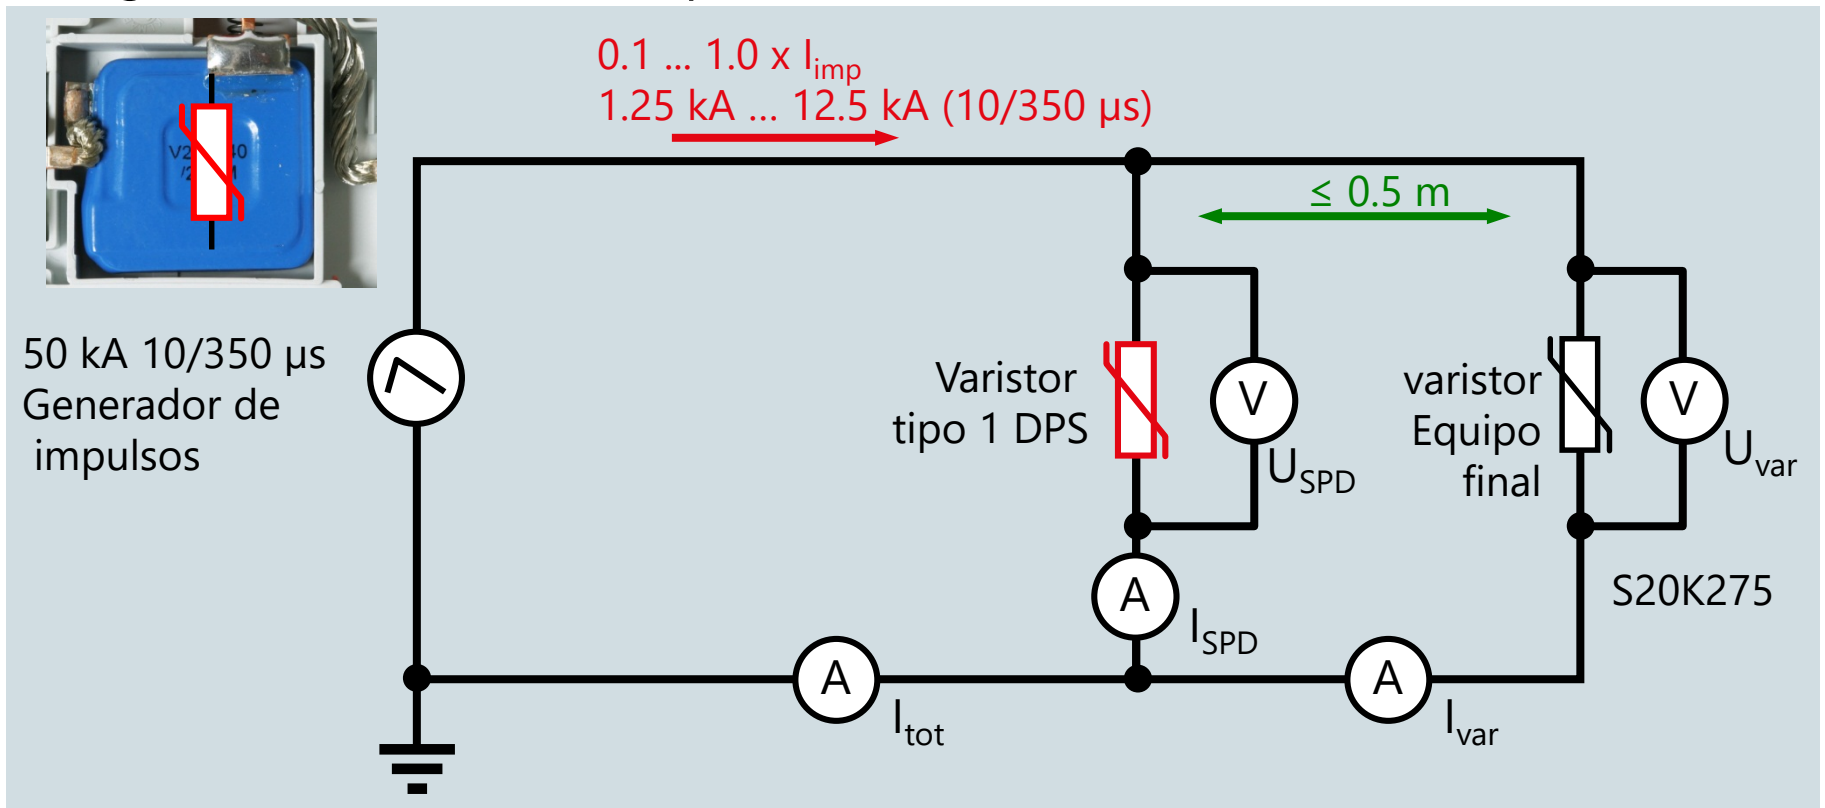 0.1 ... 1.0 x Iimp
1.25 kA ... 12.5 kA (10/350 µs)
≤ 0.5 m
50 kA 10/350 µs
Generador de
impulsos
Varistor
tipo 1 DPS
V
USPD
varistor
Equipo
final
V
Uvar
A
ISPD
S20K275
A
Itot
A
Ivar